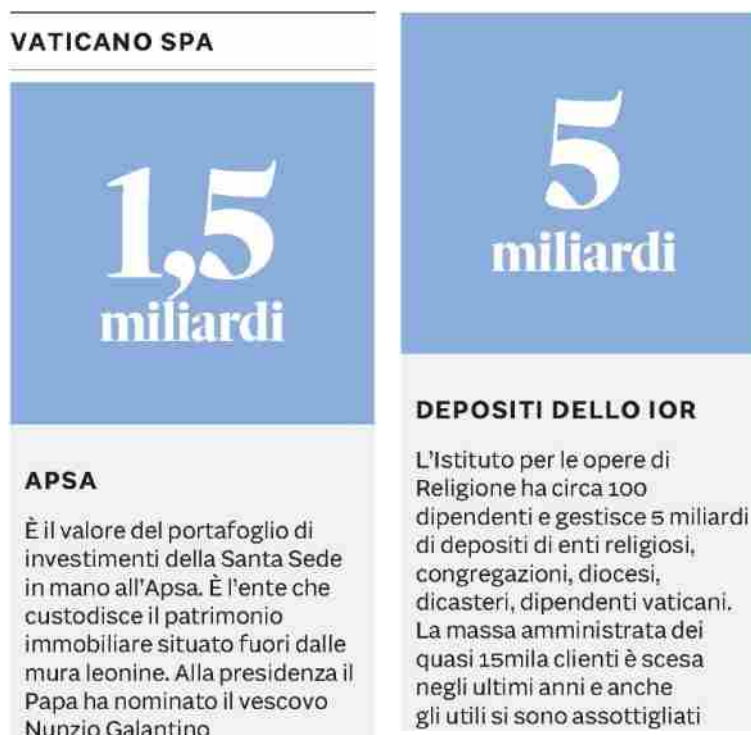 VATICANO SPA
1,5
miliardi
APSA
È il valore del portafoglio di
investimenti della Santa Sede
in mano all'Apsa. È l'ente che
custodisce il patrimonio
immobiliare situato fuori dalle
mura leonine. Alla presidenza il
Papa ha nominato il vescovo
Nunzio Galantino
5
miliardi
DEPOSITI DELLO IOR
L'Istituto per le opere di
Religione ha circa 100
dipendenti e gestisce 5 miliardi
di depositi di enti religiosi,
congregazioni, diocesi,
dicasteri, dipendenti vaticani.
La massa amministrata dei
quasi 15mila clienti è scesa
negli ultimi anni e anche
gli utili si sono assottigliati